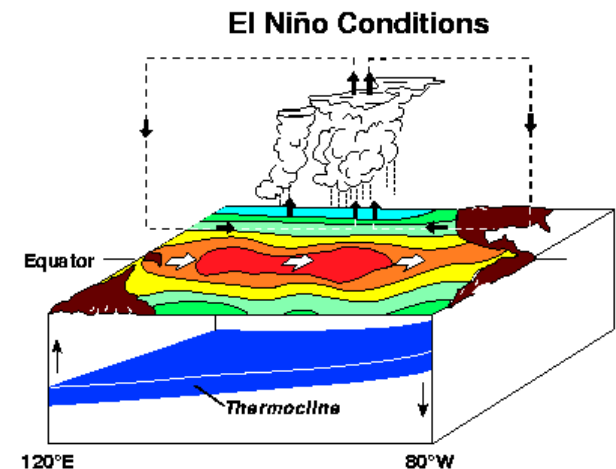 El Niño Conditions
Equator
Thermocline
120°E
80°W